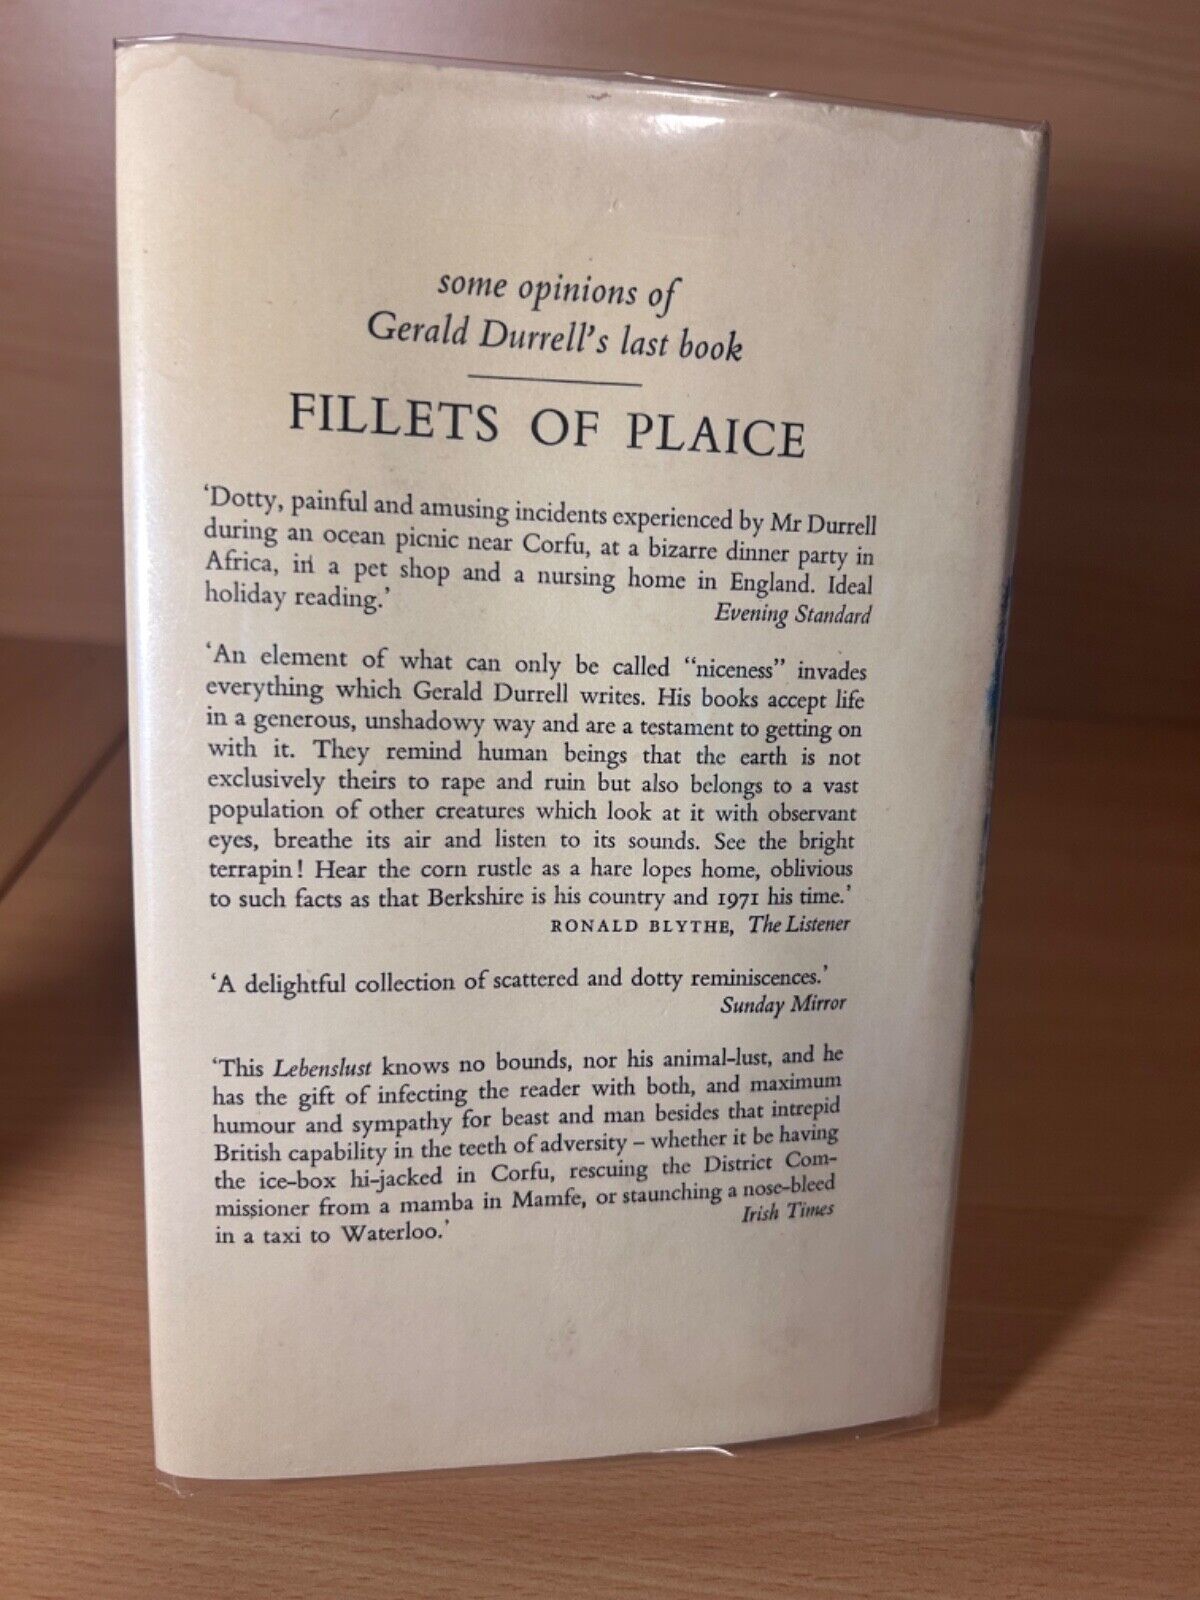 some opinions of
Gerald Durrell's last book
FILLETS OF PLAICE
'Dotty, painful and amusing incidents experienced by Mr Durrell
during an ocean picnic near Corfu, at a bizarre dinner party in
Africa, in a pet shop and a nursing home in England. Ideal
holiday reading.'
Evening Standard
'An element of what can only be called "niceness" invades
everything which Gerald Durrell writes. His books accept life
in a generous, unshadowy way and are a testament to getting on
with it. They remind human beings that the earth is not
exclusively theirs to rape and ruin but also belongs to a vast
population of other creatures which look at it with observant
eyes, breathe its air and listen to its sounds. See the bright
terrapin! Hear the corn rustle as a hare lopes home, oblivious
to such facts as that Berkshire is his country and 1971 his time.'
RONALD BLYTHE, The Listener
'A delightful collection of scattered and dotty reminiscences.'
Sunday Mirror
'This Lebenslust knows no bounds, nor his animal-lust, and he
has the gift of infecting the reader with both, and maximum
humour and sympathy for beast and man besides that intrepid
British capability in the teeth of adversity – whether it be having
the ice-box hi-jacked in Corfu, rescuing the District Com-
missioner from a mamba in Mamfe, or staunching a nose-bleed
in a taxi to Waterloo.'
Irish Times